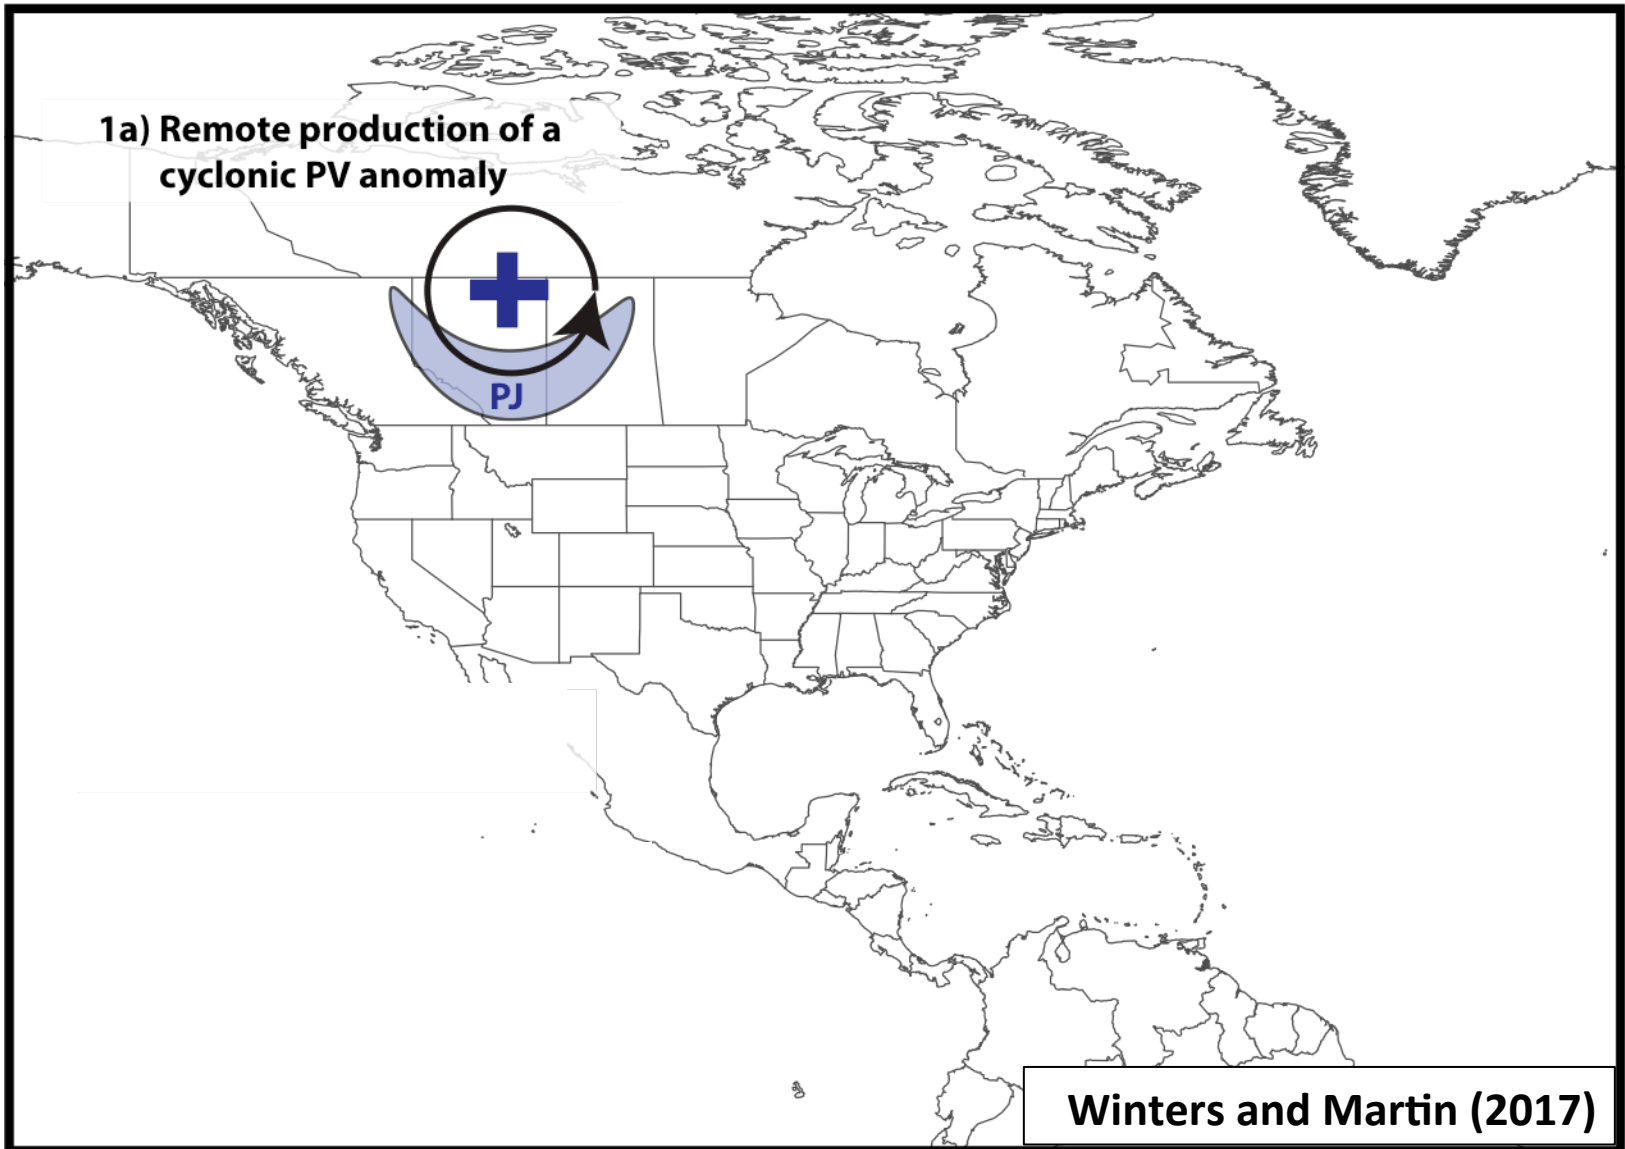 1a) Remote production of a
cyclonic PV anomaly
PJ
Winters and Martin (2017)